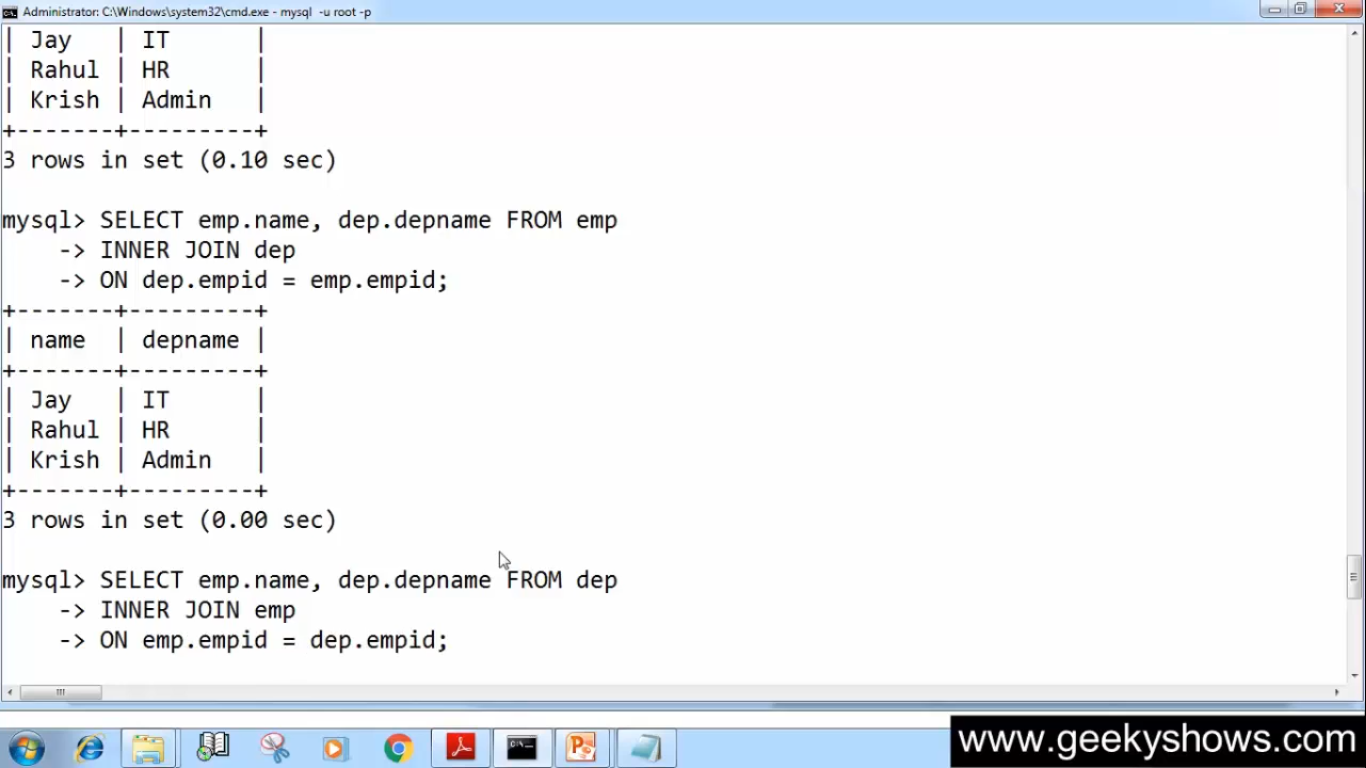 Administrator: C:\Windows\system32\cmd.exe - mysql -u root -p
| Jay   | IT      |
| Rahul | HR      |
| Krish | Admin   |
+-------+---------+
3 rows in set (0.10 sec)
mysql> SELECT emp.name, dep.depname FROM emp
    -> INNER JOIN dep
    -> ON dep.empid = emp.empid;
+-------+---------+
| name  | depname |
+-------+---------+
| Jay   | IT      |
| Rahul | HR      |
| Krish | Admin   |
+-------+---------+
3 rows in set (0.00 sec)
mysql> SELECT emp.name, dep.depname FROM dep
    -> INNER JOIN emp
    -> ON emp.empid = dep.empid;
www.geekyshows.com